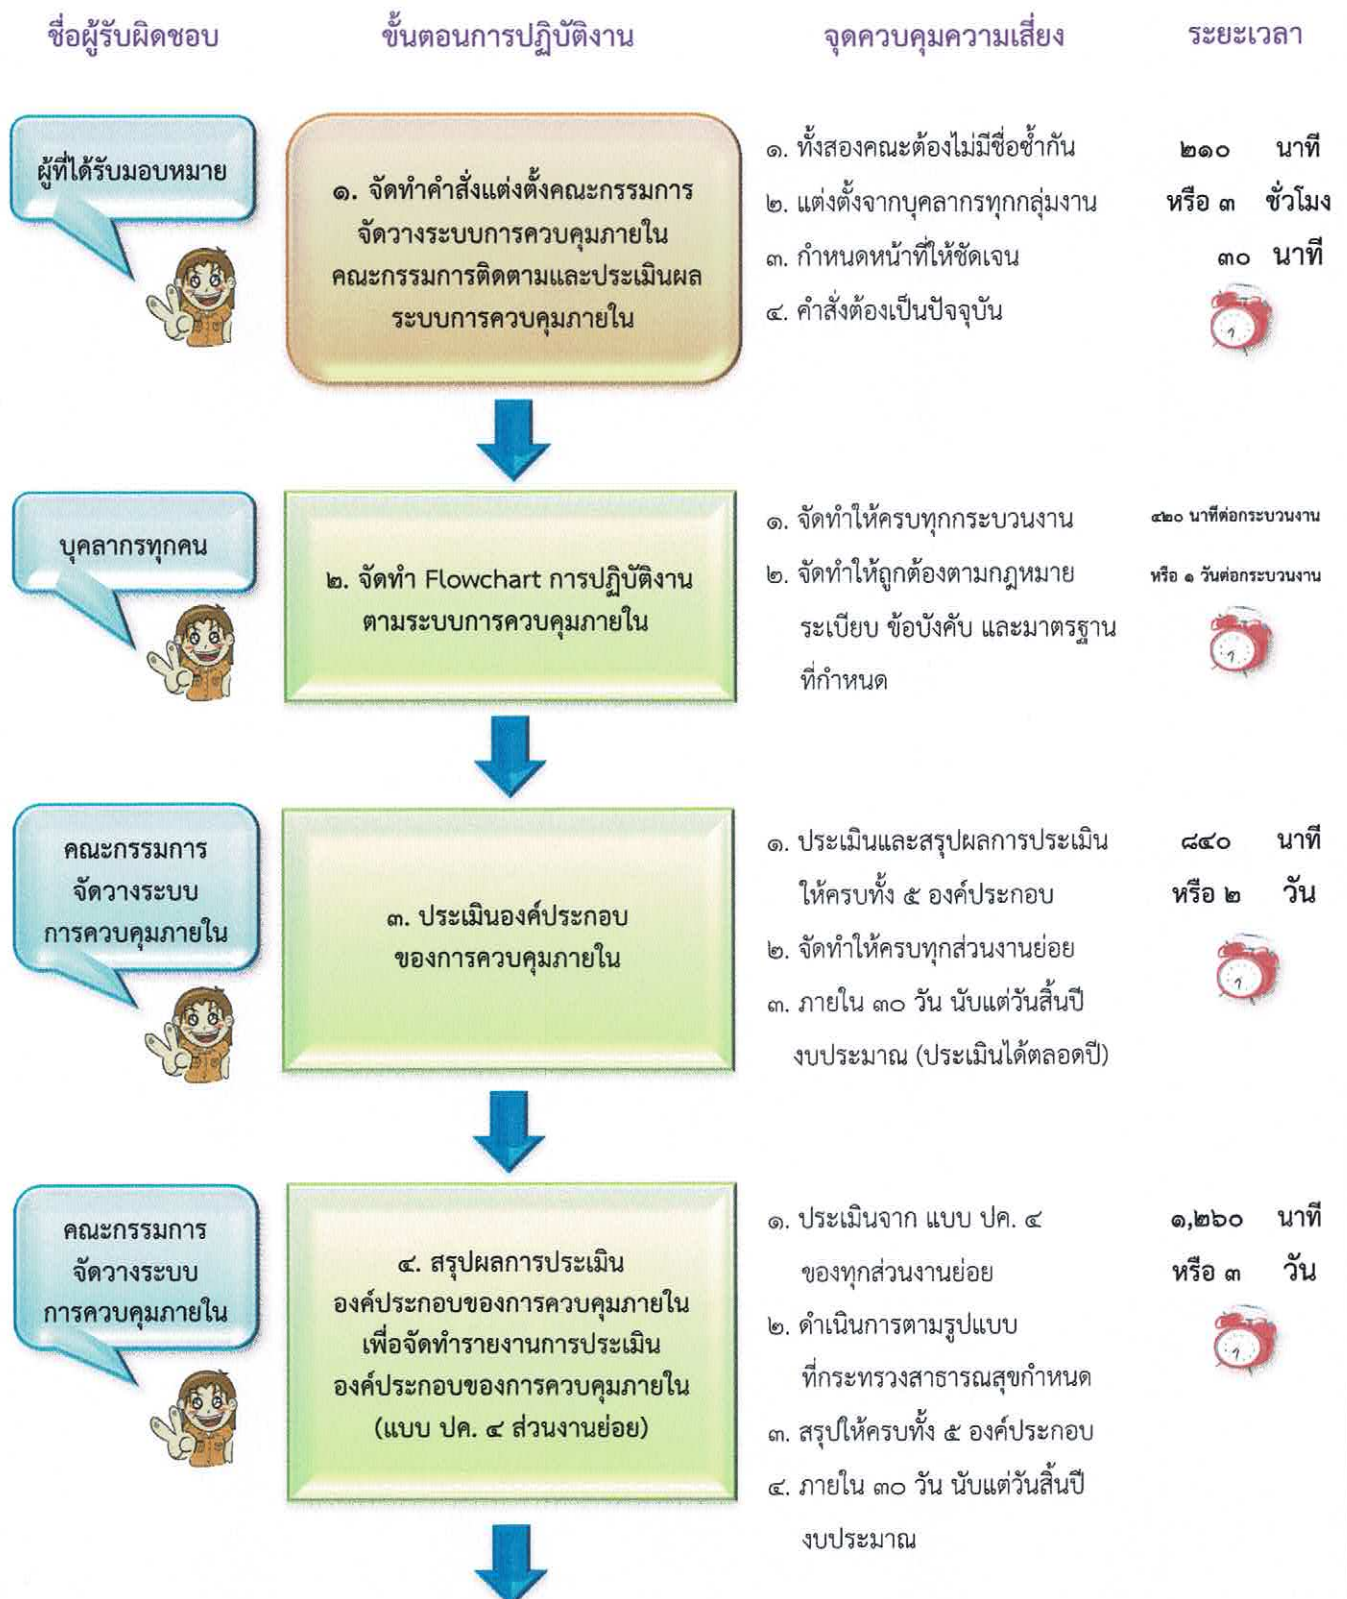 ชื่อผู้รับผิดชอบ ขั้นตอนการปฏิบัติงาน จุดควบคุมความเสี่ยง ระยะเวลา
ผู้ที่ได้รับมอบหมาย
๑. จัดทำคำสั่งแต่งตั้งคณะกรรมการ
จัดวางระบบการควบคุมภายใน
คณะกรรมการติดตามและประเมินผล
ระบบการควบคุมภายใน
๑. ทั้งสองคณะต้องไม่มีชื่อซ้ำกัน
๒. แต่งตั้งจากบุคลากรทุกกลุ่มงาน
๓. กำหนดหน้าที่ให้ชัดเจน
๔. คำสั่งต้องเป็นปัจจุบัน
๒๑๐ นาที
หรือ ๓ ชั่วโมง
๓๐ นาที
บุคลากรทุกคน
๒. จัดทำ Flowchart การปฏิบัติงาน
ตามระบบการควบคุมภายใน
๑. จัดทำให้ครบทุกกระบวนงาน
๒. จัดทำให้ถูกต้องตามกฎหมาย
ระเบียบ ข้อบังคับ และมาตรฐาน
ที่กำหนด
๔๒๐ นาทีต่อกระบวนงาน
หรือ ๑ วันต่อกระบวนงาน
คณะกรรมการ
จัดวางระบบ
การควบคุมภายใน
๓. ประเมินองค์ประกอบ
ของการควบคุมภายใน
๑. ประเมินและสรุปผลการประเมิน
ให้ครบทั้ง ๕ องค์ประกอบ
๒. จัดทำให้ครบทุกส่วนงานย่อย
๓. ภายใน ๓๐ วัน นับแต่วันสิ้นปี
งบประมาณ (ประเมินได้ตลอดปี)
๘๔๐ นาที
หรือ ๒ วัน
คณะกรรมการ
จัดวางระบบ
การควบคุมภายใน
๔. สรุปผลการประเมิน
องค์ประกอบของการควบคุมภายใน
เพื่อจัดทำรายงานการประเมิน
องค์ประกอบของการควบคุมภายใน
(แบบ ปค. ๔ ส่วนงานย่อย)
๑. ประเมินจาก แบบ ปค. ๔
ของทุกส่วนงานย่อย
๒. ดำเนินการตามรูปแบบ
ที่กระทรวงสาธารณสุขกำหนด
๓. สรุปให้ครบทั้ง ๕ องค์ประกอบ
๔. ภายใน ๓๐ วัน นับแต่วันสิ้นปี
งบประมาณ
๑,๒๖๐ นาที
หรือ ๓ วัน